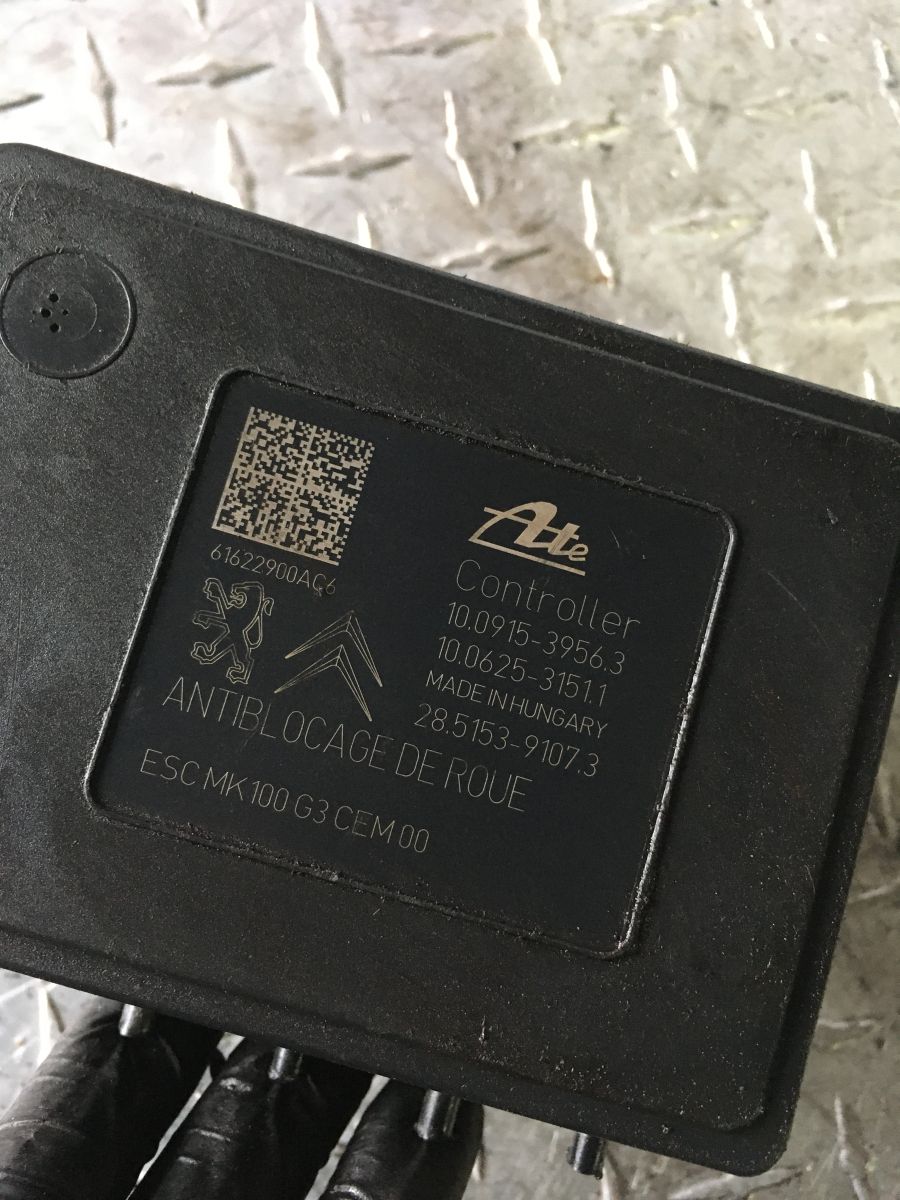 61622900AC6
Ate
Controller
10.0915-3956.3
10.0625-3151.1
MADE IN HUNGARY
28.5153-9107.3
ANTIBLOCAGE DE ROUE
ESC MK100 G3 CEM 00